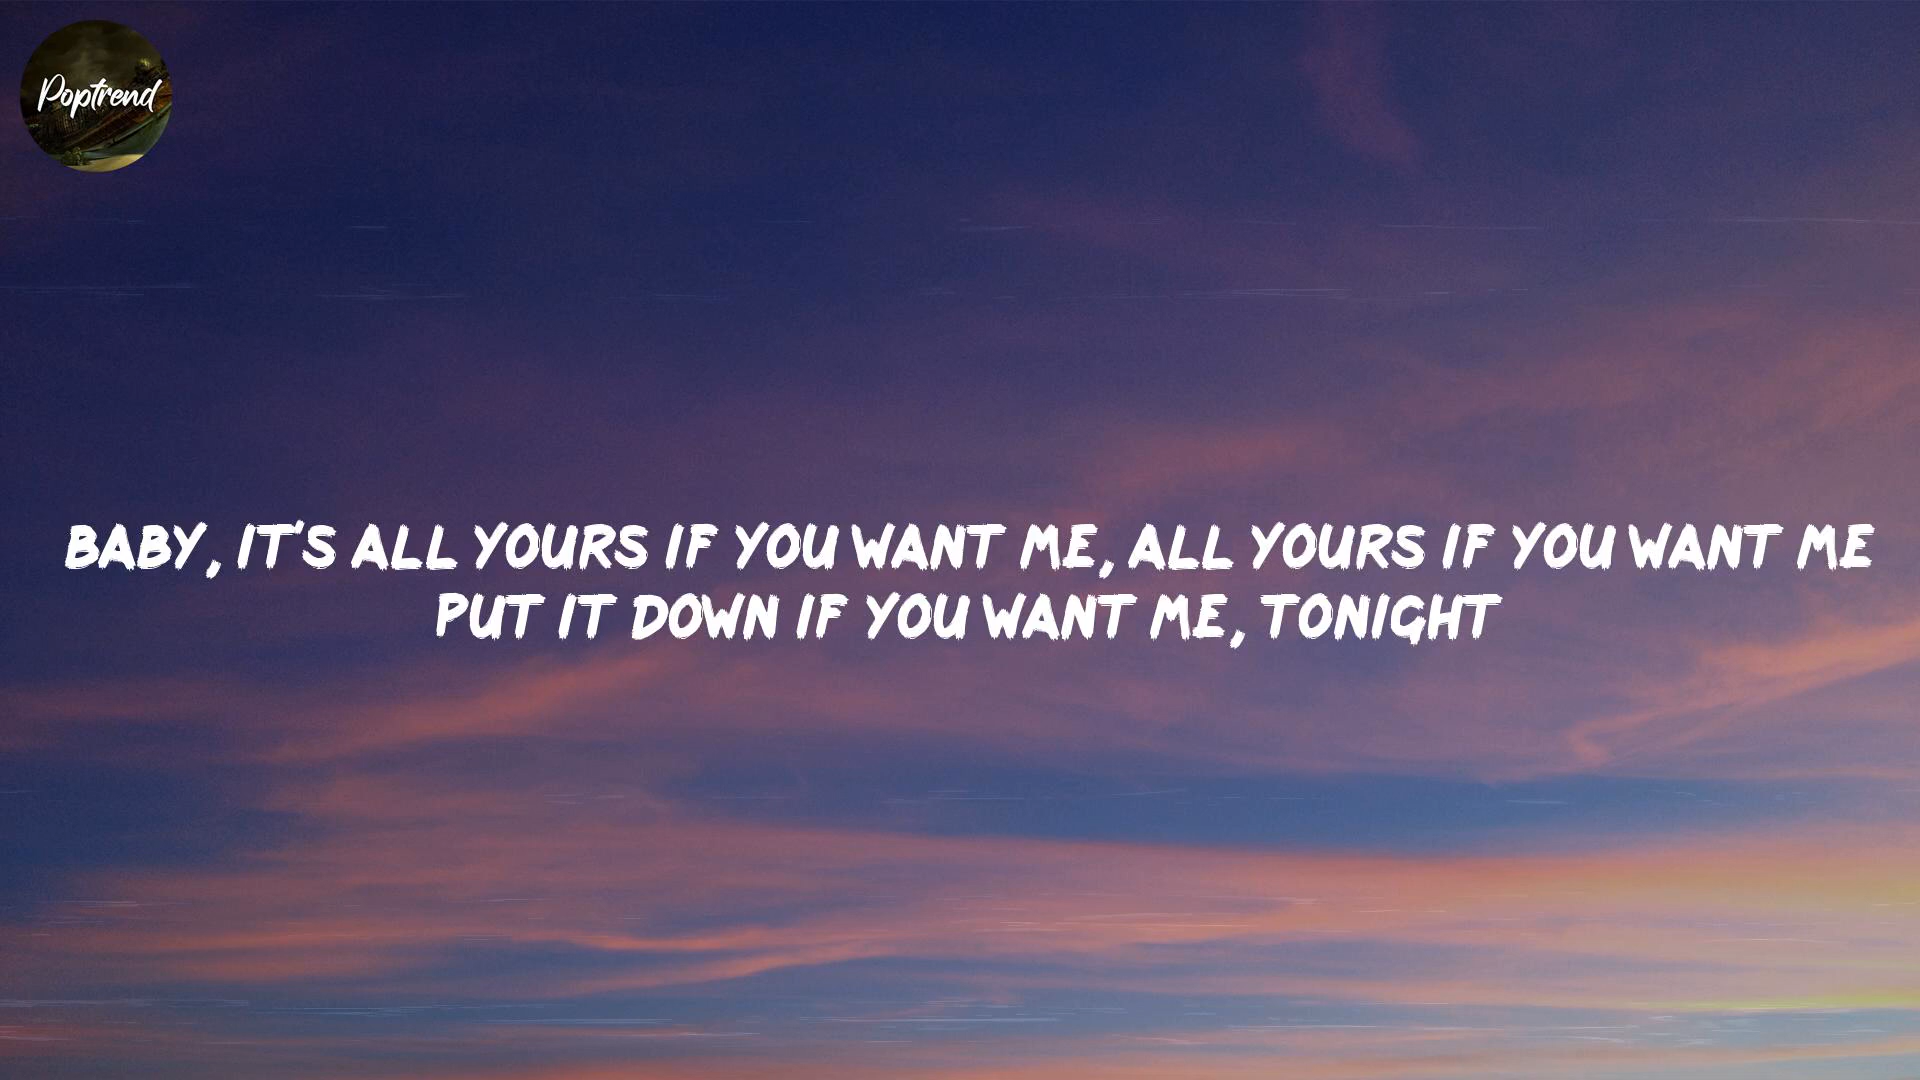 Poptrend
BABY, IT'S ALL YOURS IF YOU WANT ME, ALL YOURS IF YOU WANT ME
PUT IT DOWN IF YOU WANT ME, TONIGHT